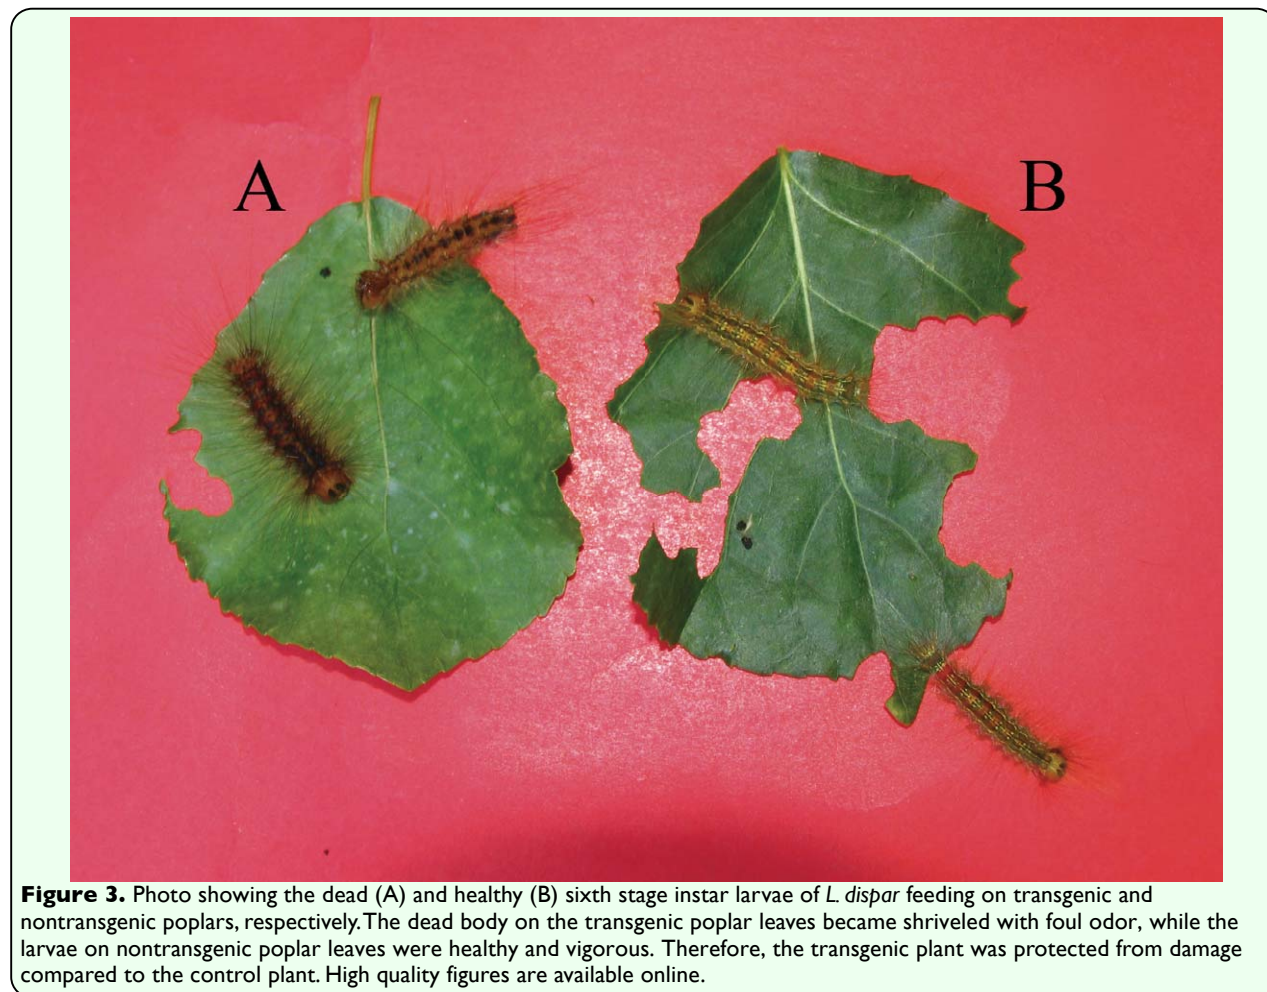 A
B
Figure 3. Photo showing the dead (A) and healthy (B) sixth stage instar larvae of L. dispar feeding on transgenic and
nontransgenic poplars, respectively. The dead body on the transgenic poplar leaves became shriveled with foul odor, while the
larvae on nontransgenic poplar leaves were healthy and vigorous. Therefore, the transgenic plant was protected from damage
compared to the control plant. High quality figures are available online.